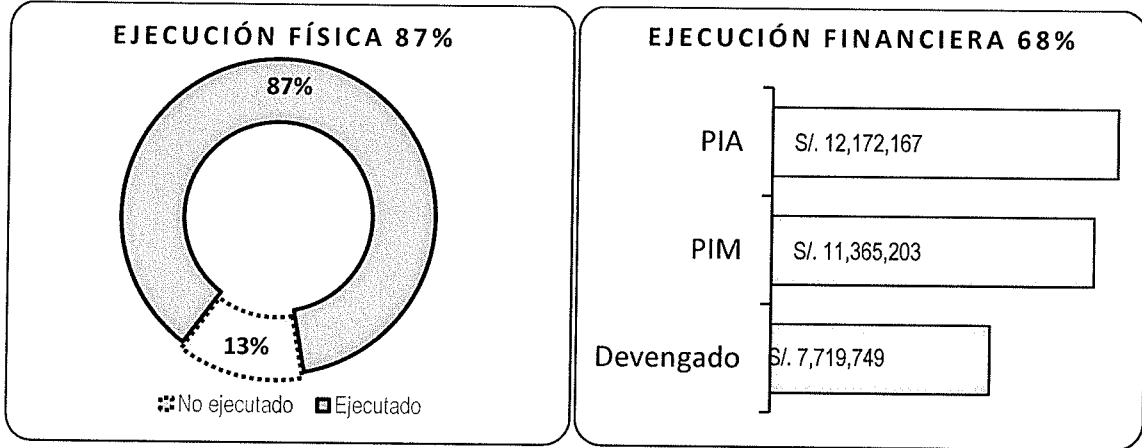 EJECUCIÓN FÍSICA 87%
87%
13%
No ejecutado Ejecutado
EJECUCIÓN FINANCIERA 68%
PIA S/. 12,172,167
PIM S/. 11,365,203
Devengado S/. 7,719,749